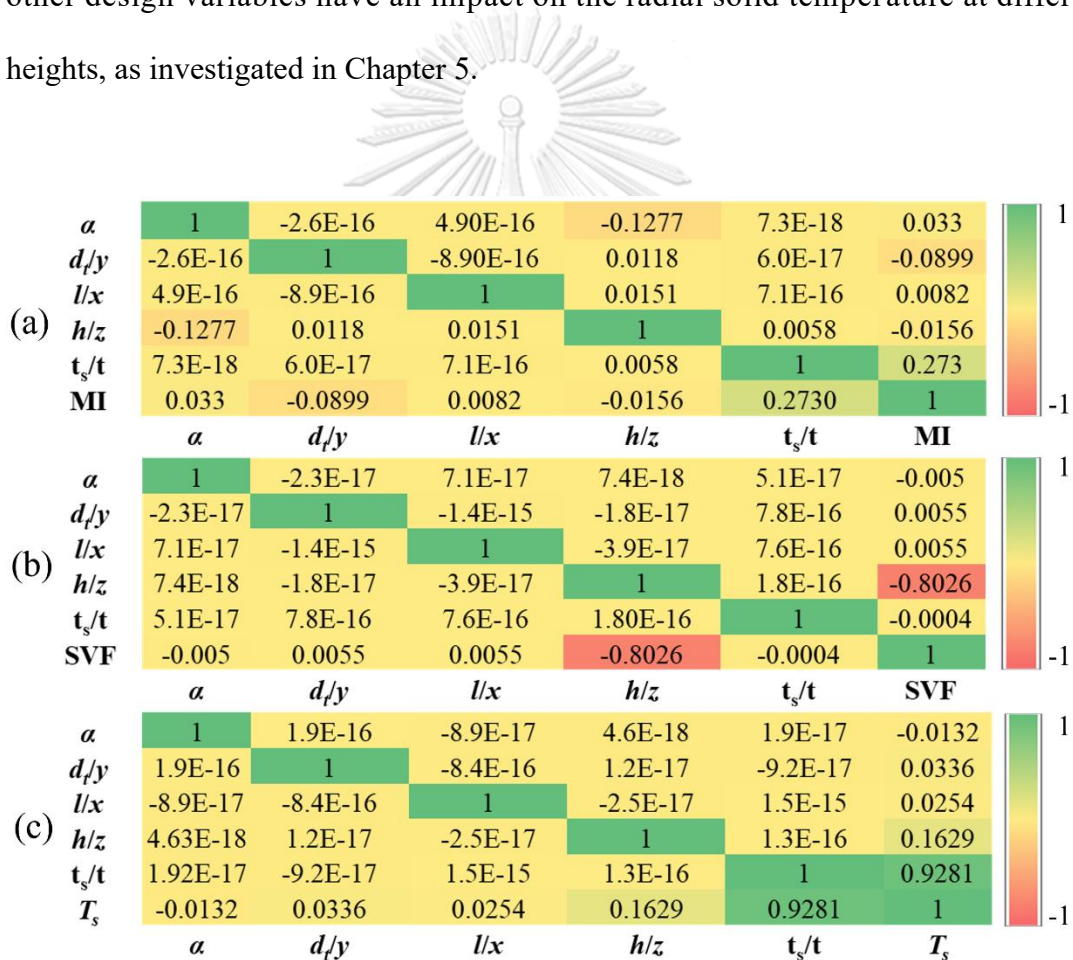 other design variables have an impact on the radial solid temperature at differ
heights, as investigated in Chapter 5.
α 1 -2.6E-16 4.90E-16 -0.1277 7.3E-18 0.033 1
dt/y -2.6E-16 1 -8.90E-16 0.0118 6.0E-17 -0.0899
l/x 4.9E-16 -8.9E-16 1 0.0151 7.1E-16 0.0082
(a) h/z -0.1277 0.0118 0.0151 1 0.0058 -0.0156
ts/t 7.3E-18 6.0E-17 7.1E-16 0.0058 1 0.273
MI 0.033 -0.0899 0.0082 -0.0156 0.2730 1 -1
α dt/y l/x h/z ts/t MI
α 1 -2.3E-17 7.1E-17 7.4E-18 5.1E-17 -0.005 1
dt/y -2.3E-17 1 -1.4E-15 -1.8E-17 7.8E-16 0.0055
l/x 7.1E-17 -1.4E-15 1 -3.9E-17 7.6E-16 0.0055
(b) h/z 7.4E-18 -1.8E-17 -3.9E-17 1 1.8E-16 -0.8026
ts/t 5.1E-17 7.8E-16 7.6E-16 1.80E-16 1 -0.0004
SVF -0.005 0.0055 0.0055 -0.8026 -0.0004 1 -1
α dt/y l/x h/z ts/t SVF
α 1 1.9E-16 -8.9E-17 4.6E-18 1.9E-17 -0.0132 1
dt/y 1.9E-16 1 -8.4E-16 1.2E-17 -9.2E-17 0.0336
l/x -8.9E-17 -8.4E-16 1 -2.5E-17 1.5E-15 0.0254
(c) h/z 4.63E-18 1.2E-17 -2.5E-17 1 1.3E-16 0.1629
ts/t 1.92E-17 -9.2E-17 1.5E-15 1.3E-16 1 0.9281
Ts -0.0132 0.0336 0.0254 0.1629 0.9281 1 -1
α dt/y l/x h/z ts/t Ts